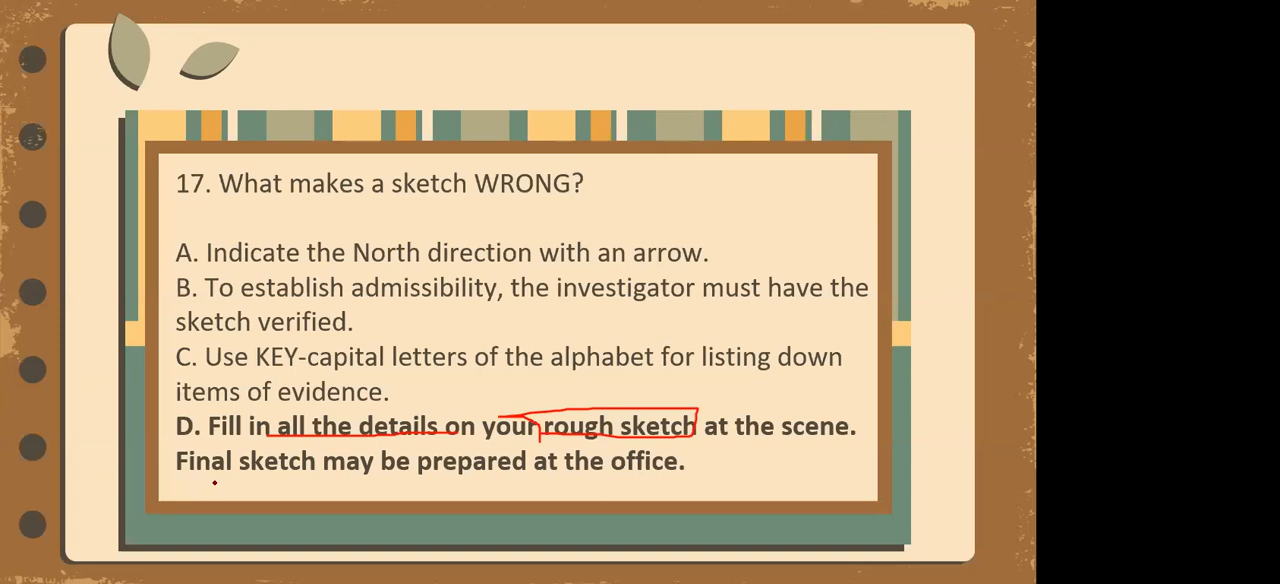 17. What makes a sketch WRONG?
A. Indicate the North direction with an arrow.
B. To establish admissibility, the investigator must have the
sketch verified.
C. Use KEY-capital letters of the alphabet for listing down
items of evidence.
D. Fill in all the details on your rough sketch at the scene.
Final sketch may be prepared at the office.